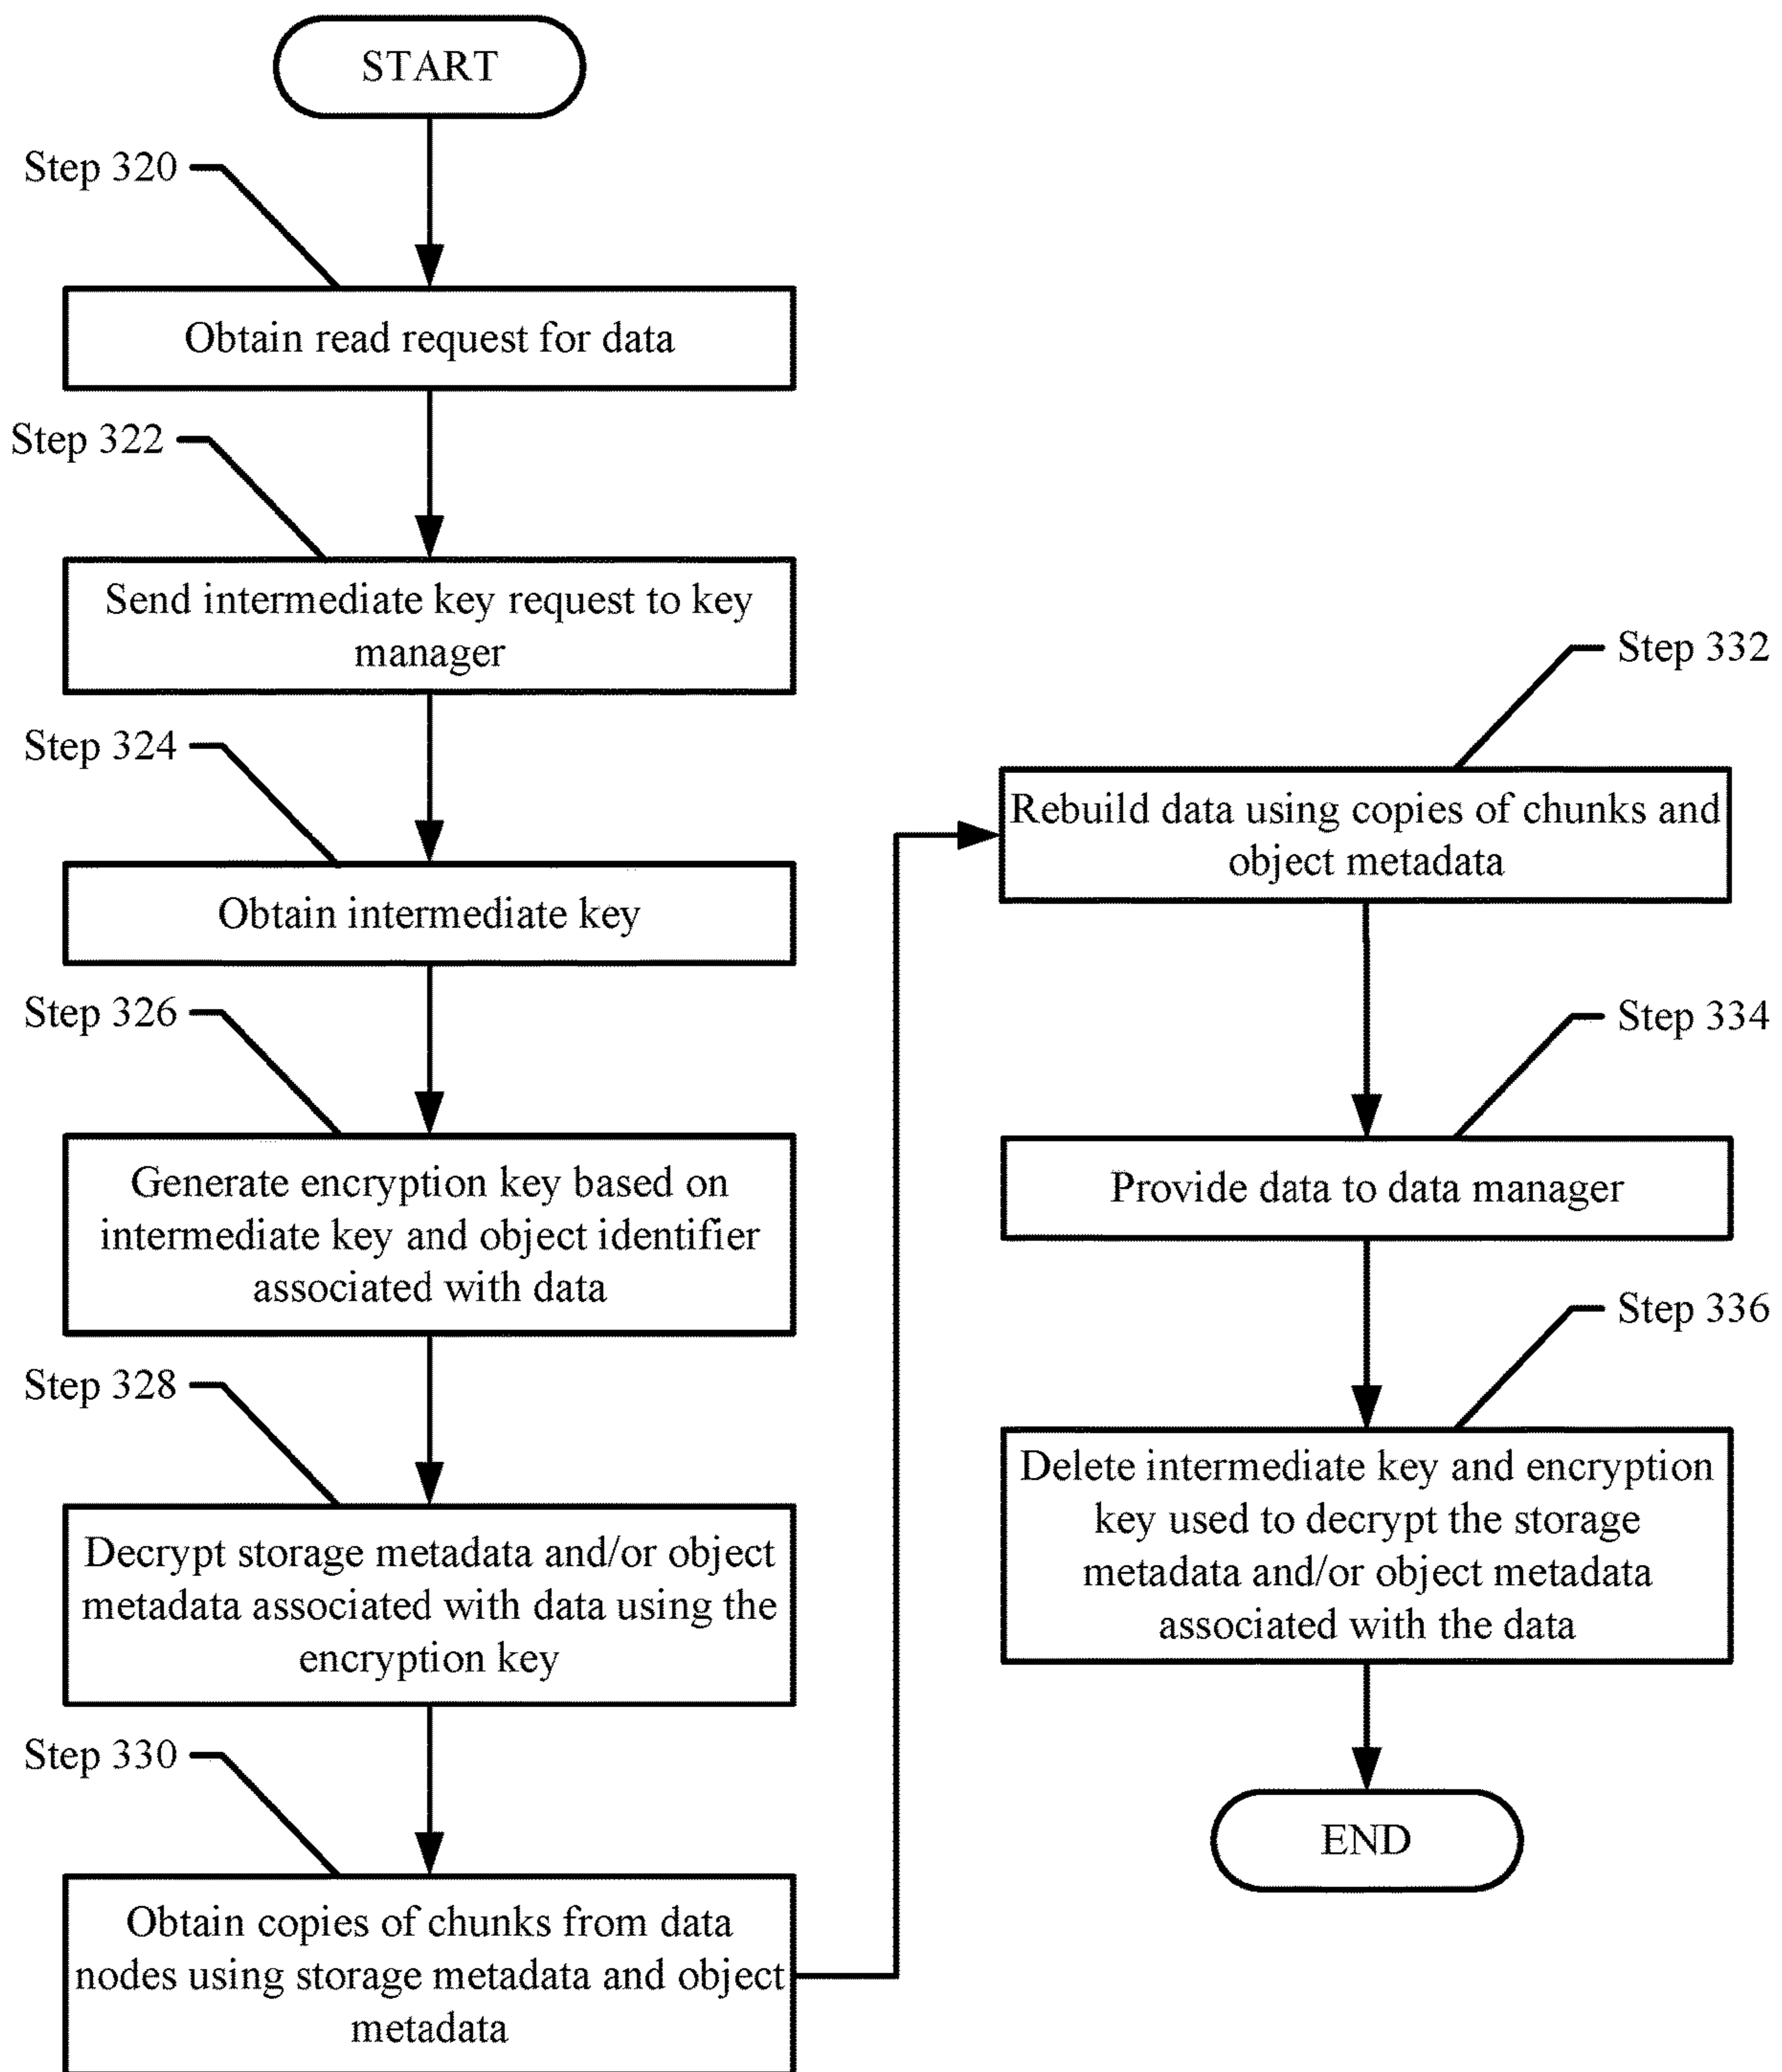 START
Step 320
Obtain read request for data
Step 322
Send intermediate key request to key
manager
Step 324
Obtain intermediate key
Step 326
Generate encryption key based on
intermediate key and object identifier
associated with data
Step 328
Decrypt storage metadata and/or object
metadata associated with data using the
encryption key
Step 330
Obtain copies of chunks from data
nodes using storage metadata and object
metadata
Step 332
Rebuild data using copies of chunks and
object metadata
Step 334
Provide data to data manager
Step 336
Delete intermediate key and encryption
key used to decrypt the storage
metadata and/or object metadata
associated with the data
END